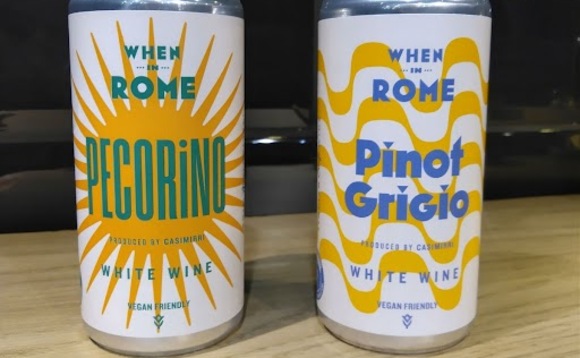 WHEN
IN
ROME
PECORiNO
PRODUCED BY CASIMIRRI
WHITE WINE
VEGAN FRIENDLY
WHEN
IN
ROME
Pinot
Grigio
PRODUCED BY CASIMIRRI
WHITE WINE
VEGAN FRIENDLY